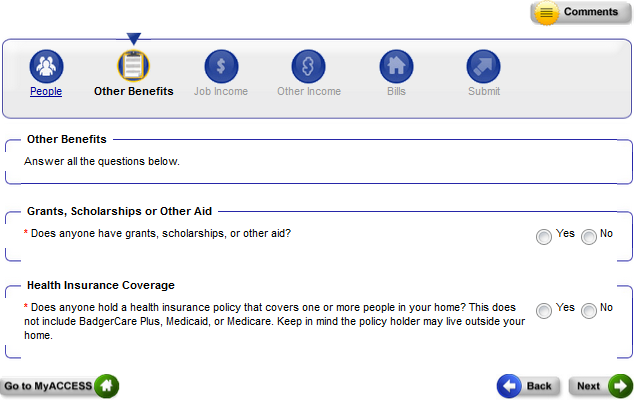 Comments
People
Other Benefits
Job Income
Other Income
Bills
Submit
Other Benefits
Answer all the questions below.
Grants, Scholarships or Other Aid
* Does anyone have grants, scholarships, or other aid?
Yes
No
Health Insurance Coverage
* Does anyone hold a health insurance policy that covers one or more people in your home? This does
not include BadgerCare Plus, Medicaid, or Medicare. Keep in mind the policy holder may live outside your
home.
Yes
No
Go to MyACCESS
Back
Next